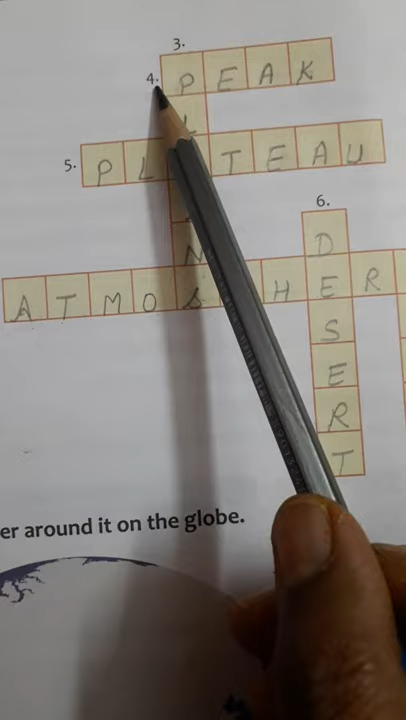 3.
4. PEAK
L
5. PL TEAU
6.
N D
ATMOS HER
S
E
R
T
er around it on the globe.